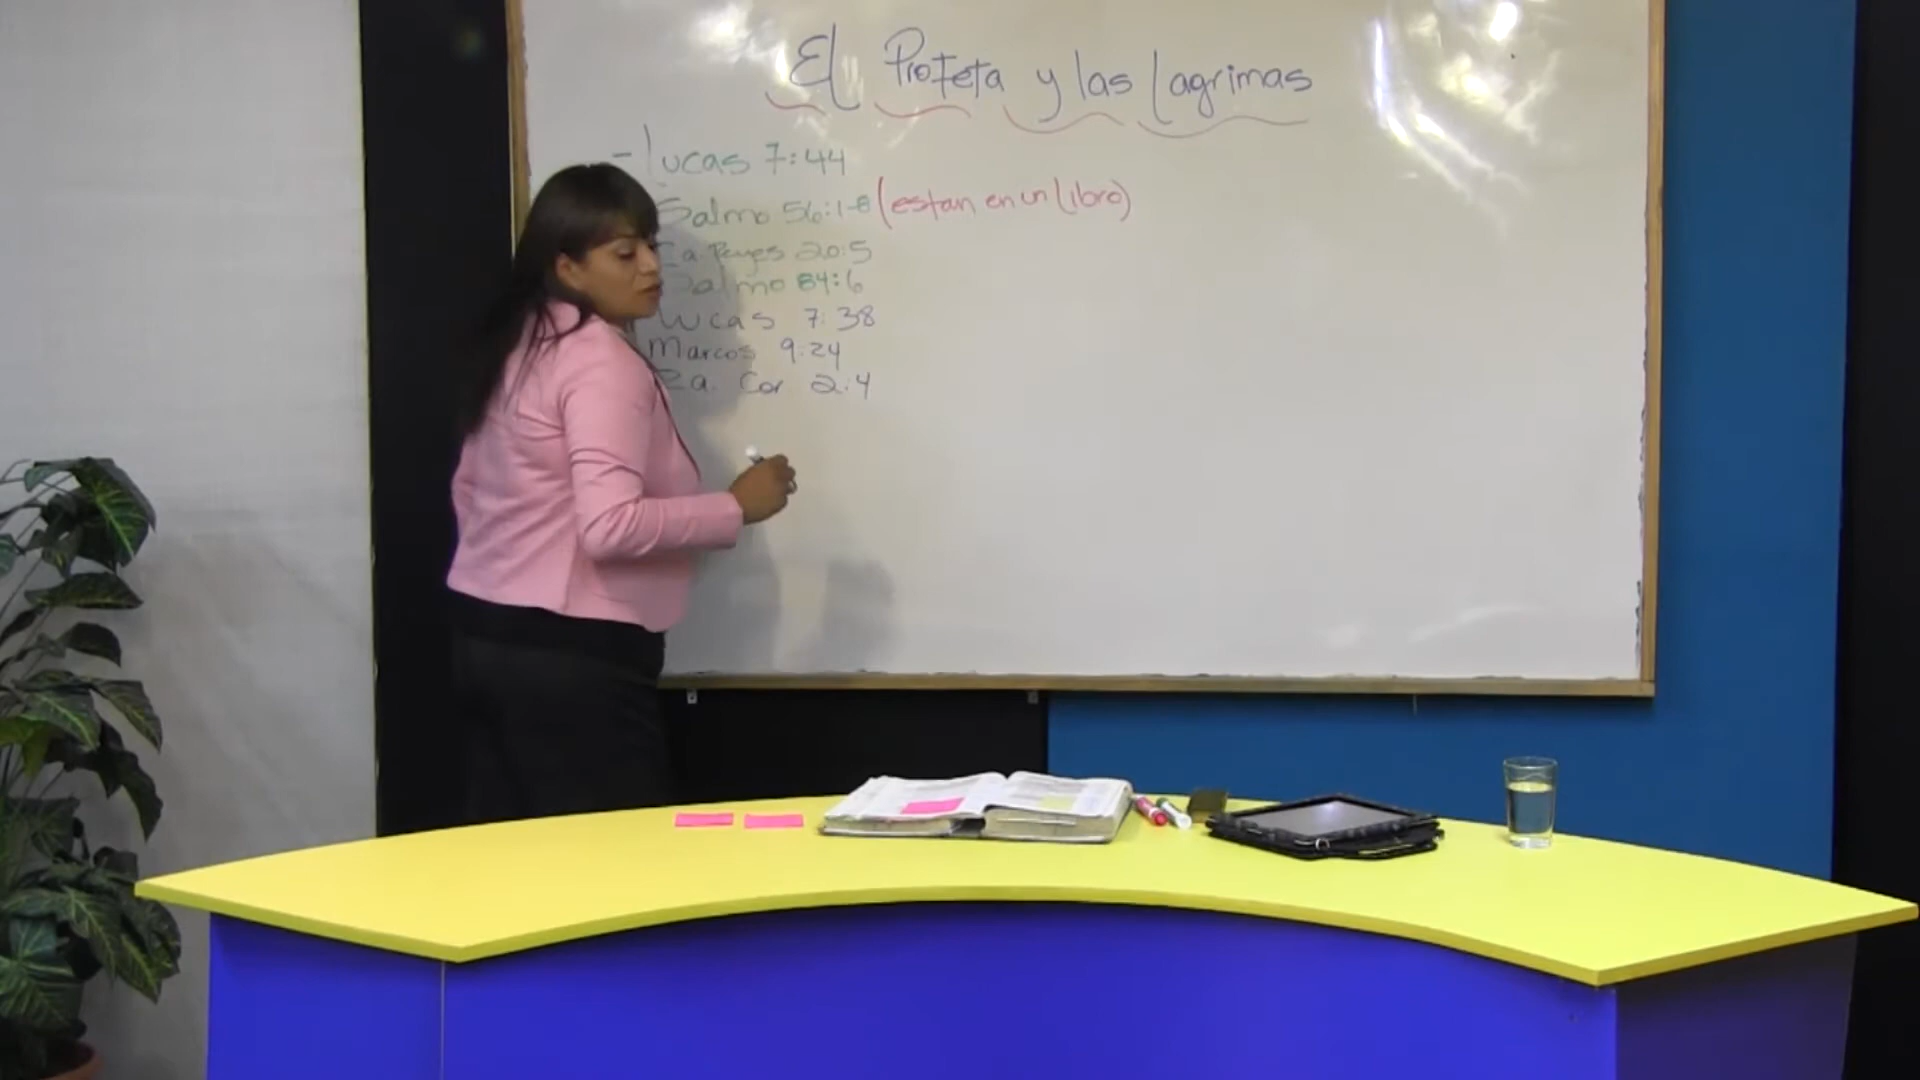 El Profeta y las Lagrimas
- Lucas 7:44
Salmo 56:1-8 (estan en un Libro)
Reyes 20:5
Salmo 84:6
Lucas 7:38
Marcos 9:24
2a. Cor 2:4